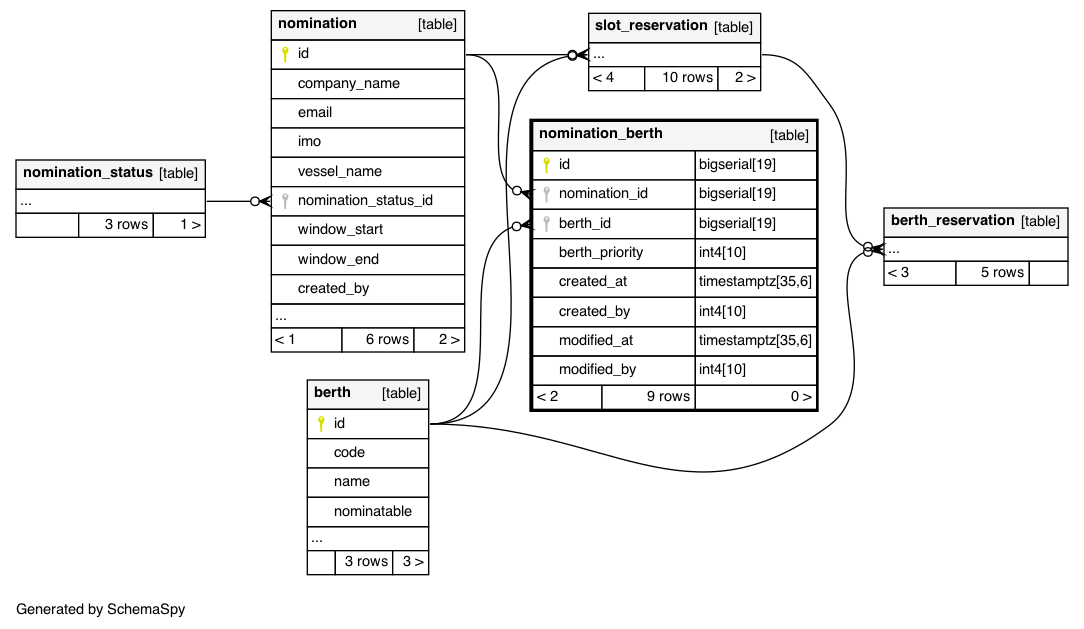 nomination [table]
id
company_name
email
imo
vessel_name
nomination_status_id
window_start
window_end
created_by
...
< 1 6 rows 2 >
slot_reservation [table]
...
< 4 10 rows 2 >
nomination_berth [table]
id bigserial[19]
nomination_id bigserial[19]
berth_id bigserial[19]
berth_priority int4[10]
created_at timestamptz[35,6]
created_by int4[10]
modified_at timestamptz[35,6]
modified_by int4[10]
< 2 9 rows 0 >
nomination_status [table]
...
3 rows 1 >
berth_reservation [table]
...
< 3 5 rows
berth [table]
id
code
name
nominatable
...
3 rows 3 >
Generated by SchemaSpy